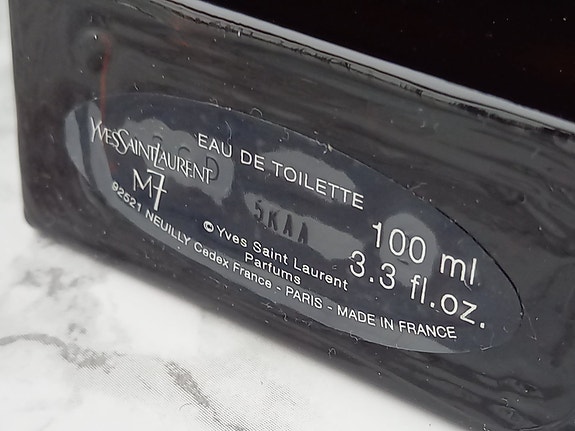 YVES SAINT LAURENT
M7
EAU DE TOILETTE
5KAA
100 ml
3.3 fl.oz.
© Yves Saint Laurent
Parfums
92521 NEUILLY Cedex France - PARIS - MADE IN FRANCE